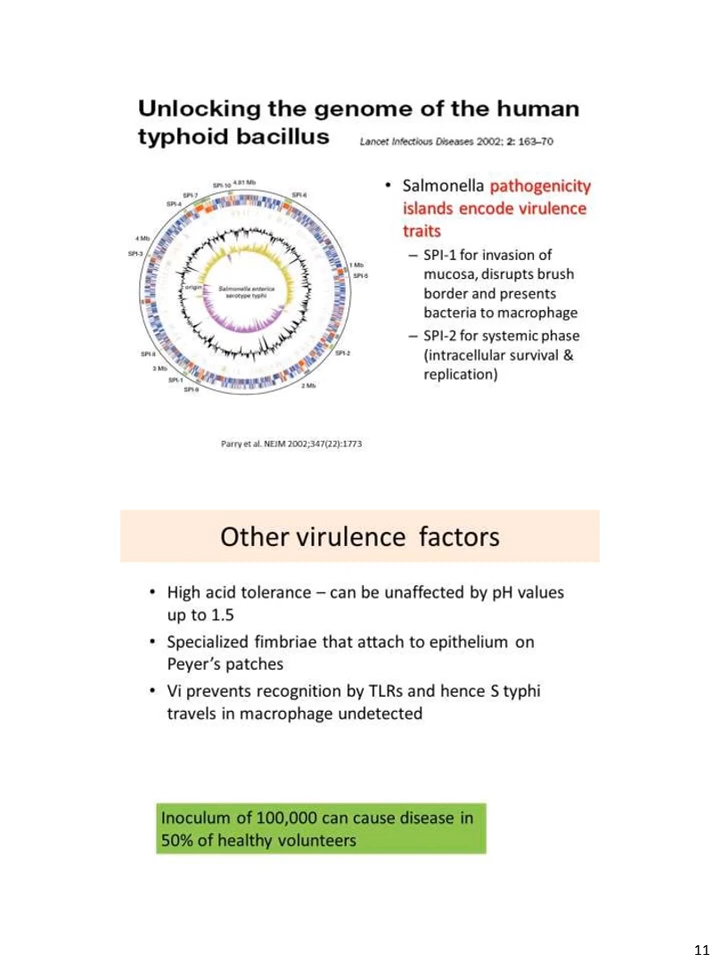 Unlocking the genome of the human
typhoid bacillus
Lancet Infectious Diseases 2002; 2: 163–70
SPI-10 4.81 Mb
SPI-7
SPI-6
SPI-4
4 Mb
SPI-3
1 Mb
SPI-5
origin
Salmonella enterica
serotype typhi
SPI-8
SPI-2
3 Mb
SPI-1
SPI-9
2 Mb
• Salmonella pathogenicity
islands encode virulence
traits
– SPI-1 for invasion of
mucosa, disrupts brush
border and presents
bacteria to macrophage
– SPI-2 for systemic phase
(intracellular survival &
replication)
Parry et al. NEJM 2002;347(22):1773
Other virulence factors
• High acid tolerance – can be unaffected by pH values
up to 1.5
• Specialized fimbriae that attach to epithelium on
Peyer’s patches
• Vi prevents recognition by TLRs and hence S typhi
travels in macrophage undetected
Inoculum of 100,000 can cause disease in
50% of healthy volunteers
11